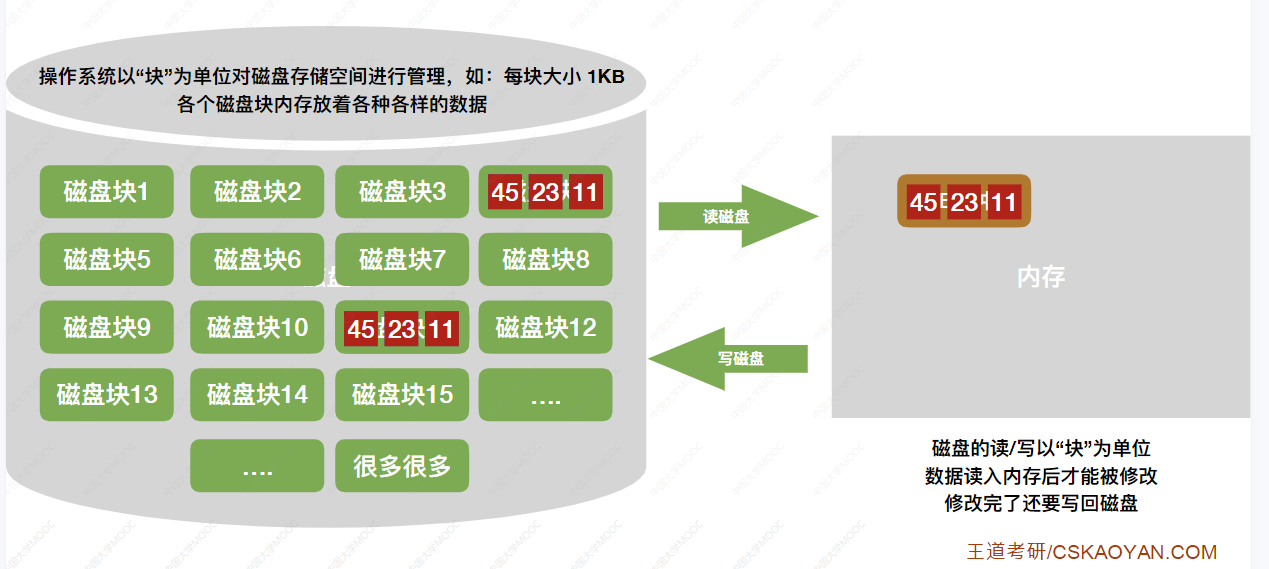 操作系统以“块”为单位对磁盘存储空间进行管理，如：每块大小 1KB
各个磁盘块内存放着各种各样的数据
磁盘块1 磁盘块2 磁盘块3 45 23 11
磁盘块5 磁盘块6 磁盘块7 磁盘块8
磁盘块9 磁盘块10 45 23 11 磁盘块12
磁盘块13 磁盘块14 磁盘块15 ....
.... 很多很多
读磁盘
写磁盘
45 23 11
内存
磁盘的读/写以“块”为单位
数据读入内存后才能被修改
修改完了还要写回磁盘
王道考研/CSKAOYAN.COM
中国大学MOOC